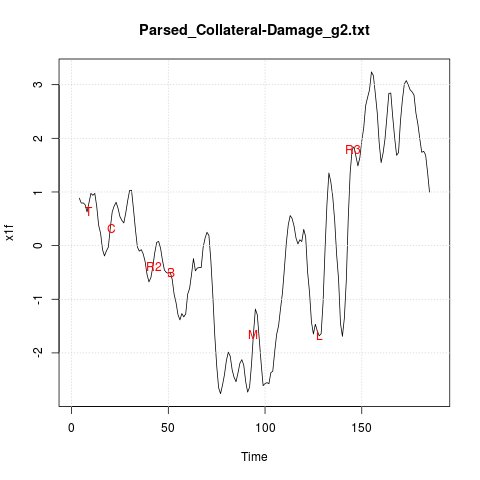 Parsed_Collateral-Damage_g2.txt
x1f
3
2
1
0
-1
-2
T
C
R2
B
M
L
R3
0
50
100
150
Time